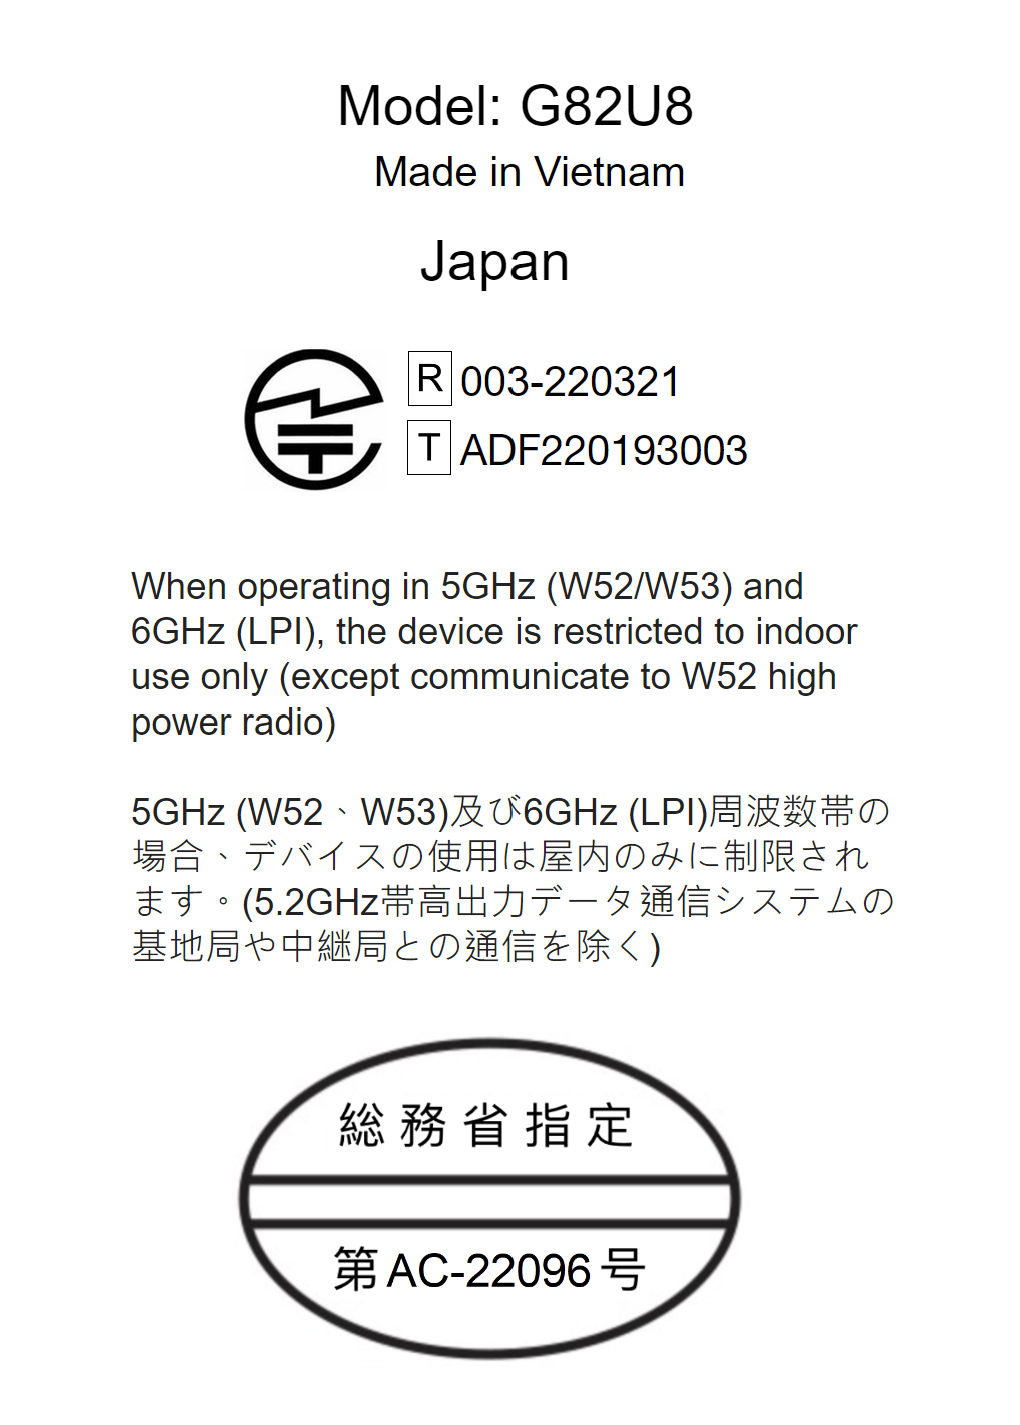 Model: G82U8
Made in Vietnam
Japan
R 003-220321
T ADF220193003
When operating in 5GHz (W52/W53) and
6GHz (LPI), the device is restricted to indoor
use only (except communicate to W52 high
power radio)
5GHz (W52、W53)及び6GHz (LPI)周波数帯の
場合、デバイスの使用は屋内のみに制限され
ます。(5.2GHz帯高出力データ通信システムの
基地局や中継局との通信を除く)
総務省指定
第AC-22096号